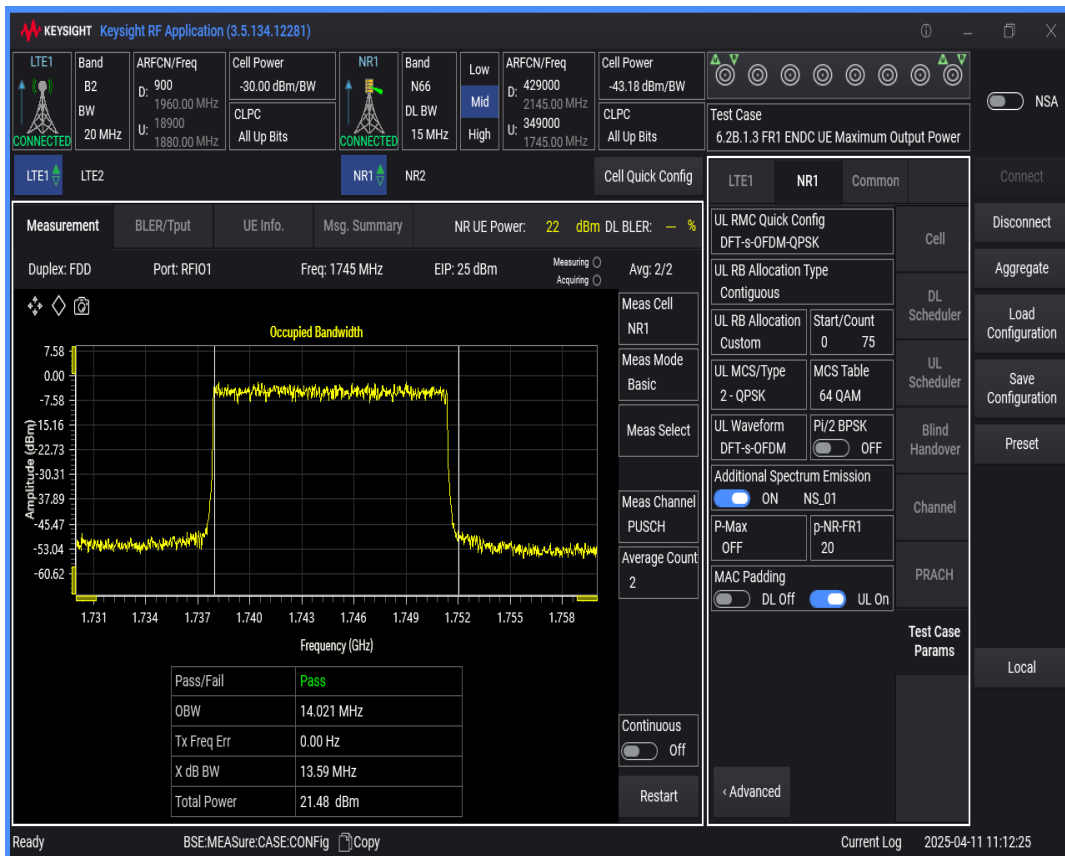 KEYSIGHT Keysight RF Application (3.5.134.12281)
LTE1
CONNECTED
Band
B2
BW
20 MHz
ARFCN/Freq
D: 900
1960.00 MHz
U: 18900
1880.00 MHz
Cell Power
-30.00 dBm/BW
CLPC
All Up Bits
NR1
CONNECTED
Band
N66
DL BW
15 MHz
Low
Mid
High
ARFCN/Freq
D: 429000
2145.00 MHz
U: 349000
1745.00 MHz
Cell Power
-43.18 dBm/BW
CLPC
All Up Bits
Test Case
6.2B.1.3 FR1 ENDC UE Maximum Output Power
NSA
LTE1 LTE2
NR1 NR2
Cell Quick Config
Measurement BLER/Tput UE Info. Msg. Summary NR UE Power: 22 dBm DL BLER: — %
Duplex: FDD Port: RFIO1 Freq: 1745 MHz EIP: 25 dBm Measuring Acquiring Avg: 2/2
Occupied Bandwidth
Amplitude (dBm)
7.58
0.00
-7.58
-15.16
-22.73
-30.31
-37.89
-45.47
-53.04
-60.62
1.731 1.734 1.737 1.740 1.743 1.746 1.749 1.752 1.755 1.758
Frequency (GHz)
Pass/Fail Pass
OBW 14.021 MHz
Tx Freq Err 0.00 Hz
X dB BW 13.59 MHz
Total Power 21.48 dBm
Meas Cell
NR1
Meas Mode
Basic
Meas Select
Meas Channel
PUSCH
Average Count
2
Continuous
Off
Restart
LTE1 NR1 Common
UL RMC Quick Config
DFT-s-OFDM-QPSK
UL RB Allocation Type
Contiguous
UL RB Allocation
Custom
Start/Count
0 75
UL MCS/Type
2 - QPSK
MCS Table
64 QAM
UL Waveform
DFT-s-OFDM
Pi/2 BPSK
OFF
Additional Spectrum Emission
ON NS_01
P-Max
OFF
p-NR-FR1
20
MAC Padding
DL Off UL On
‹ Advanced
Cell
DL
Scheduler
UL
Scheduler
Blind
Handover
Channel
PRACH
Test Case
Params
Connect
Disconnect
Aggregate
Load
Configuration
Save
Configuration
Preset
Local
Ready BSE:MEASure:CASE:CONFig Copy Current Log 2025-04-11 11:12:25